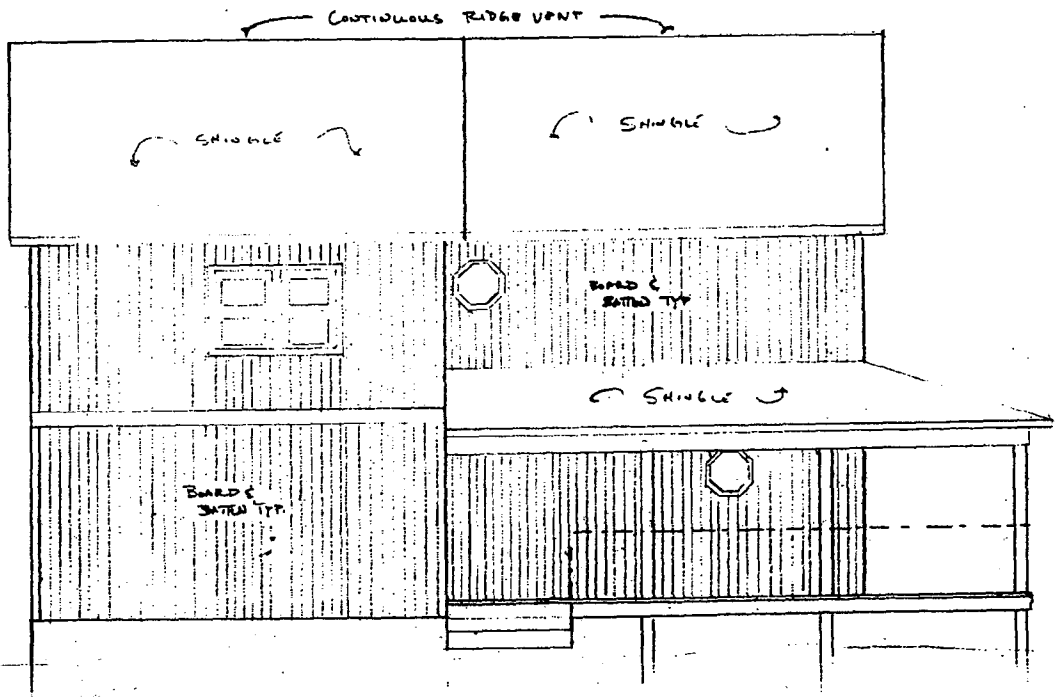 CONTINUOUS RIDGE VENT
SHINGLE
SHINGLE
BOARD &
BATTEN TYP
SHINGLE
BOARD &
BATTEN TYP.